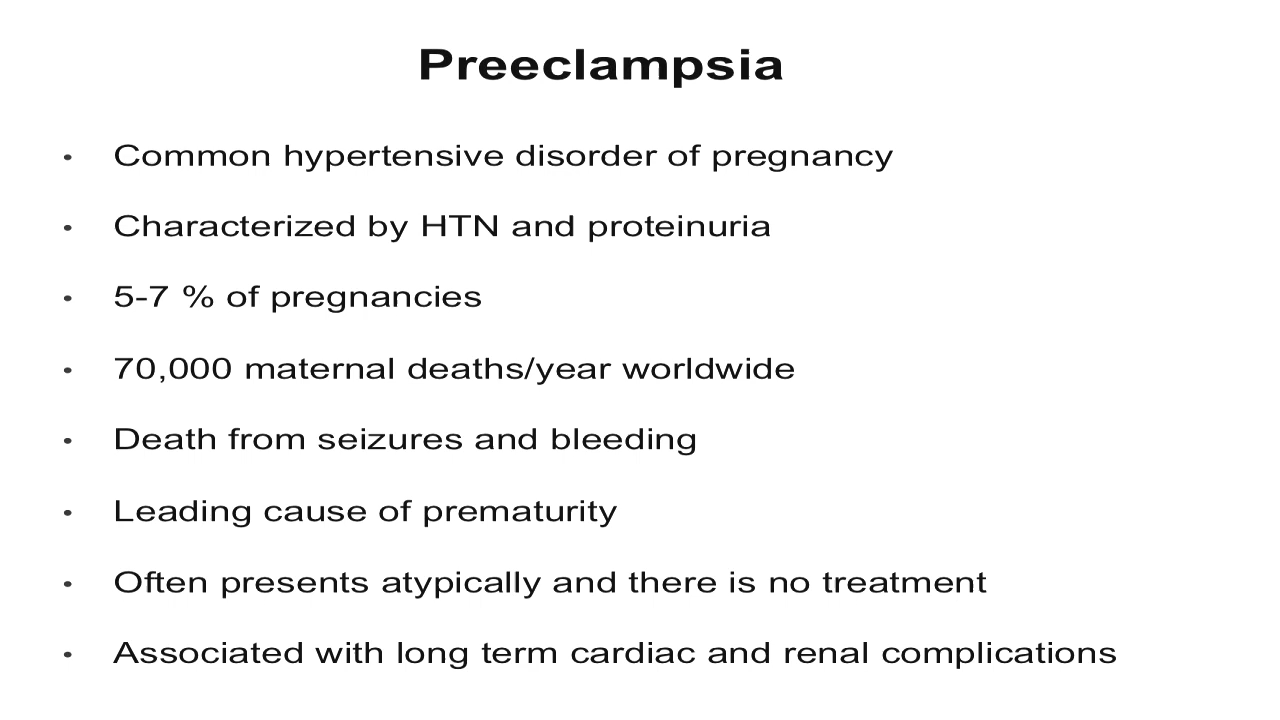 Preeclampsia
• Common hypertensive disorder of pregnancy
• Characterized by HTN and proteinuria
• 5-7 % of pregnancies
• 70,000 maternal deaths/year worldwide
• Death from seizures and bleeding
• Leading cause of prematurity
• Often presents atypically and there is no treatment
• Associated with long term cardiac and renal complications